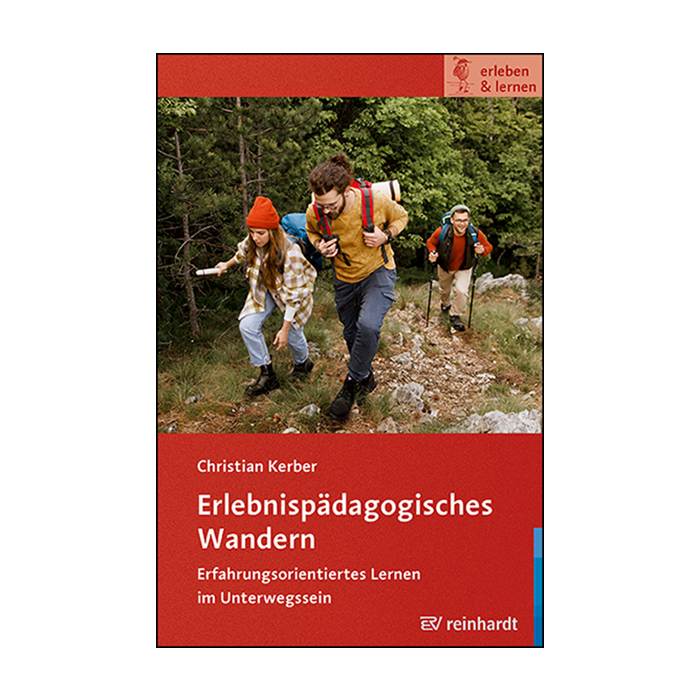 erleben
& lernen
Christian Kerber
Erlebnispädagogisches
Wandern
Erfahrungsorientiertes Lernen
im Unterwegssein
reinhardt